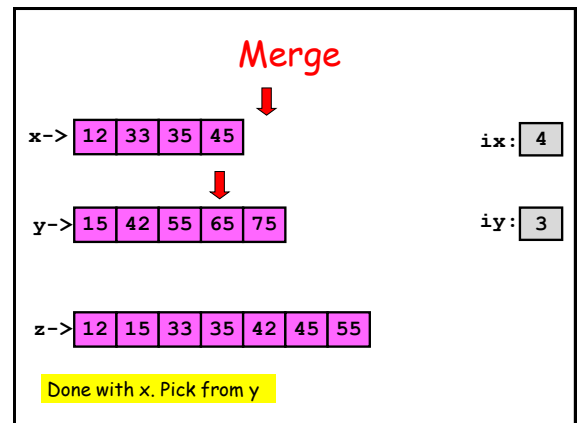 Merge
x-> 12 33 35 45 ix: 4
y-> 15 42 55 65 75 iy: 3
z-> 12 15 33 35 42 45 55
Done with x. Pick from y